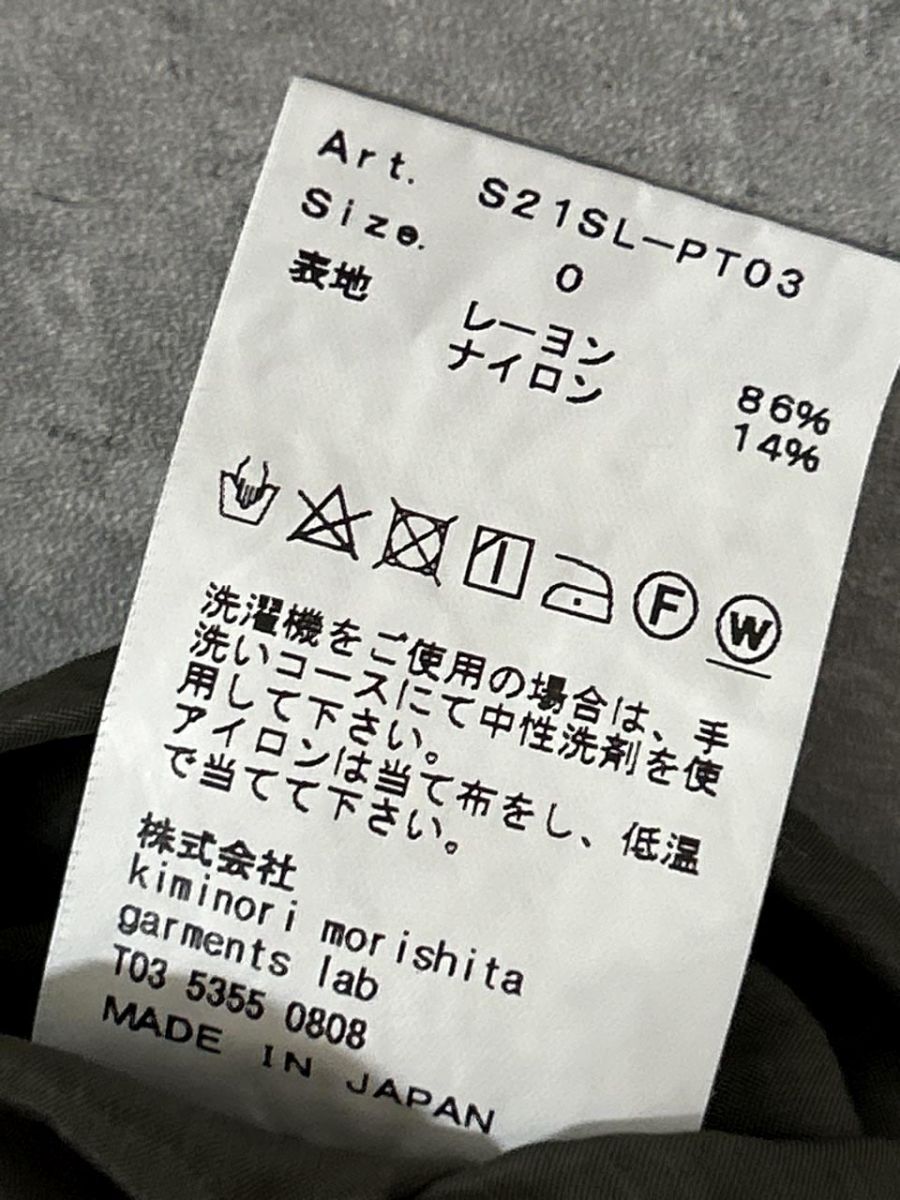 Art. S21SL-PT03
Size. 0
表地 レーヨン 86%
ナイロン 14%
F W
洗濯機をご使用の場合は、手
洗いコースにて中性洗剤を使
用して下さい。
アイロンは当て布をし、低温
で当てて下さい。
株式会社
kiminori morishita
garments lab
T03 5355 0808
MADE IN JAPAN